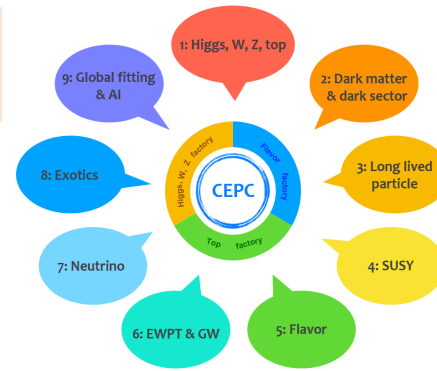 1: Higgs, W, Z, top
2: Dark matter
& dark sector
3: Long lived
particle
4: SUSY
5: Flavor
6: EWPT & GW
7: Neutrino
8: Exotics
9: Global fitting
& AI
Higgs, W, Z factory
Flavor factory
Top factory
CEPC